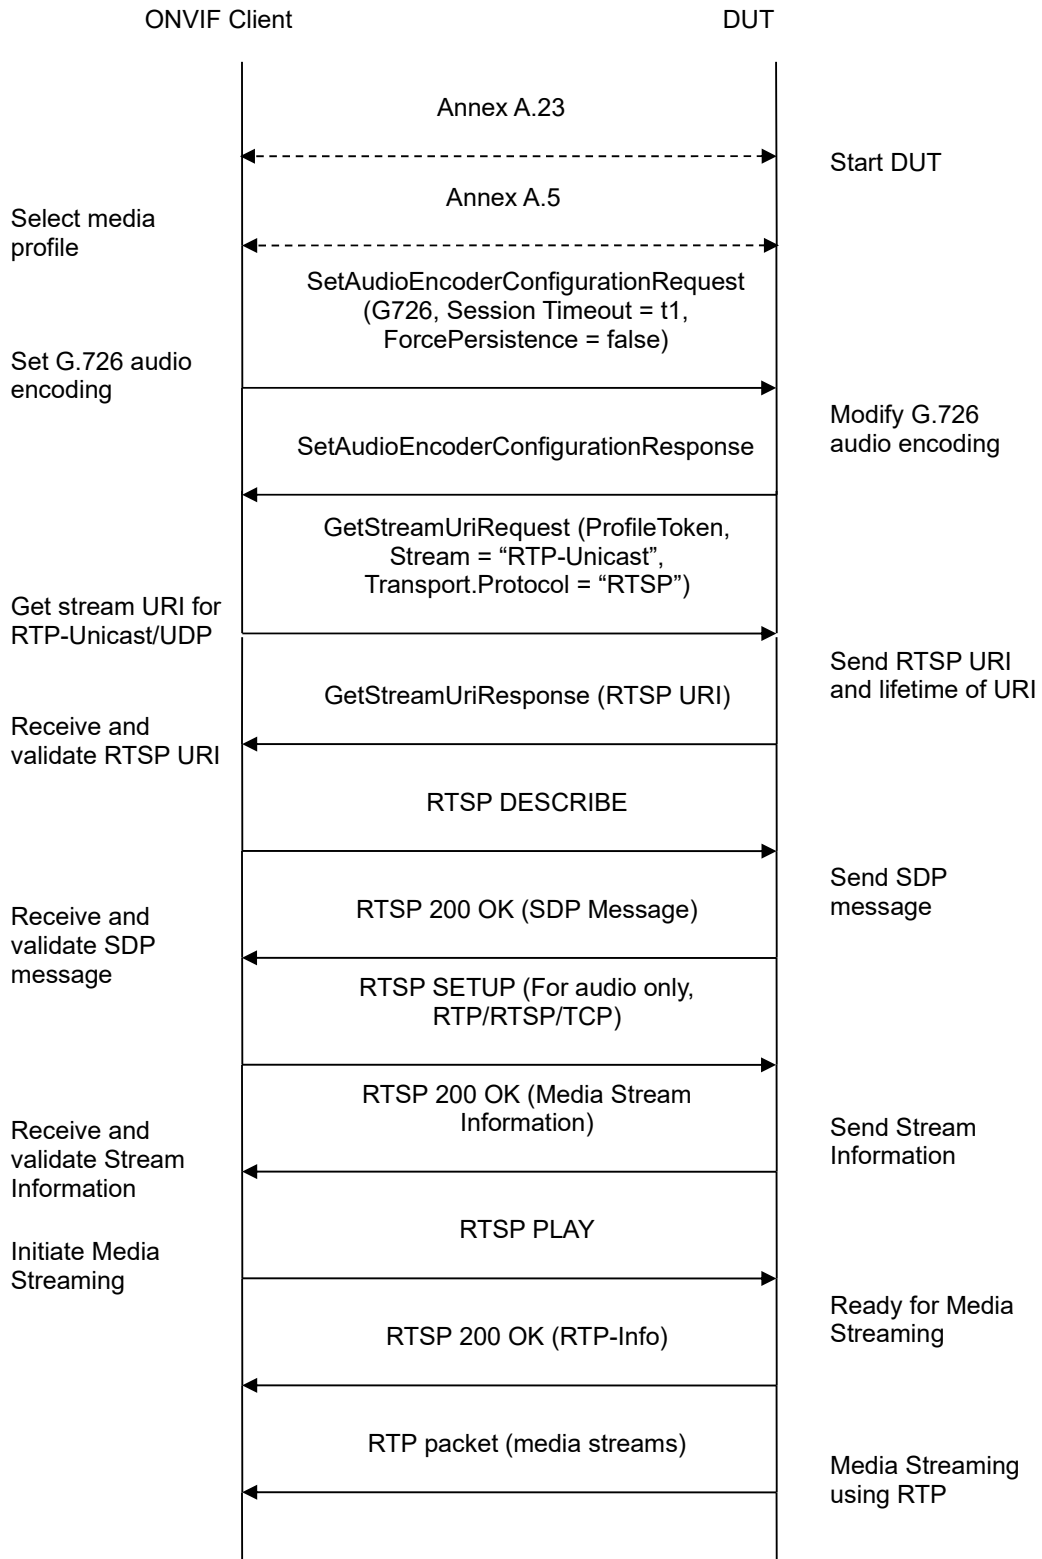 ONVIF Client
DUT
Annex A.23
Start DUT
Annex A.5
Select media
profile
SetAudioEncoderConfigurationRequest
(G726, Session Timeout = t1,
ForcePersistence = false)
Set G.726 audio
encoding
Modify G.726
audio encoding
SetAudioEncoderConfigurationResponse
GetStreamUriRequest (ProfileToken,
Stream = “RTP-Unicast”,
Transport.Protocol = “RTSP”)
Get stream URI for
RTP-Unicast/UDP
Send RTSP URI
and lifetime of URI
GetStreamUriResponse (RTSP URI)
Receive and
validate RTSP URI
RTSP DESCRIBE
Send SDP
message
RTSP 200 OK (SDP Message)
Receive and
validate SDP
message
RTSP SETUP (For audio only,
RTP/RTSP/TCP)
RTSP 200 OK (Media Stream
Information)
Send Stream
Information
Receive and
validate Stream
Information
RTSP PLAY
Initiate Media
Streaming
Ready for Media
Streaming
RTSP 200 OK (RTP-Info)
RTP packet (media streams)
Media Streaming
using RTP